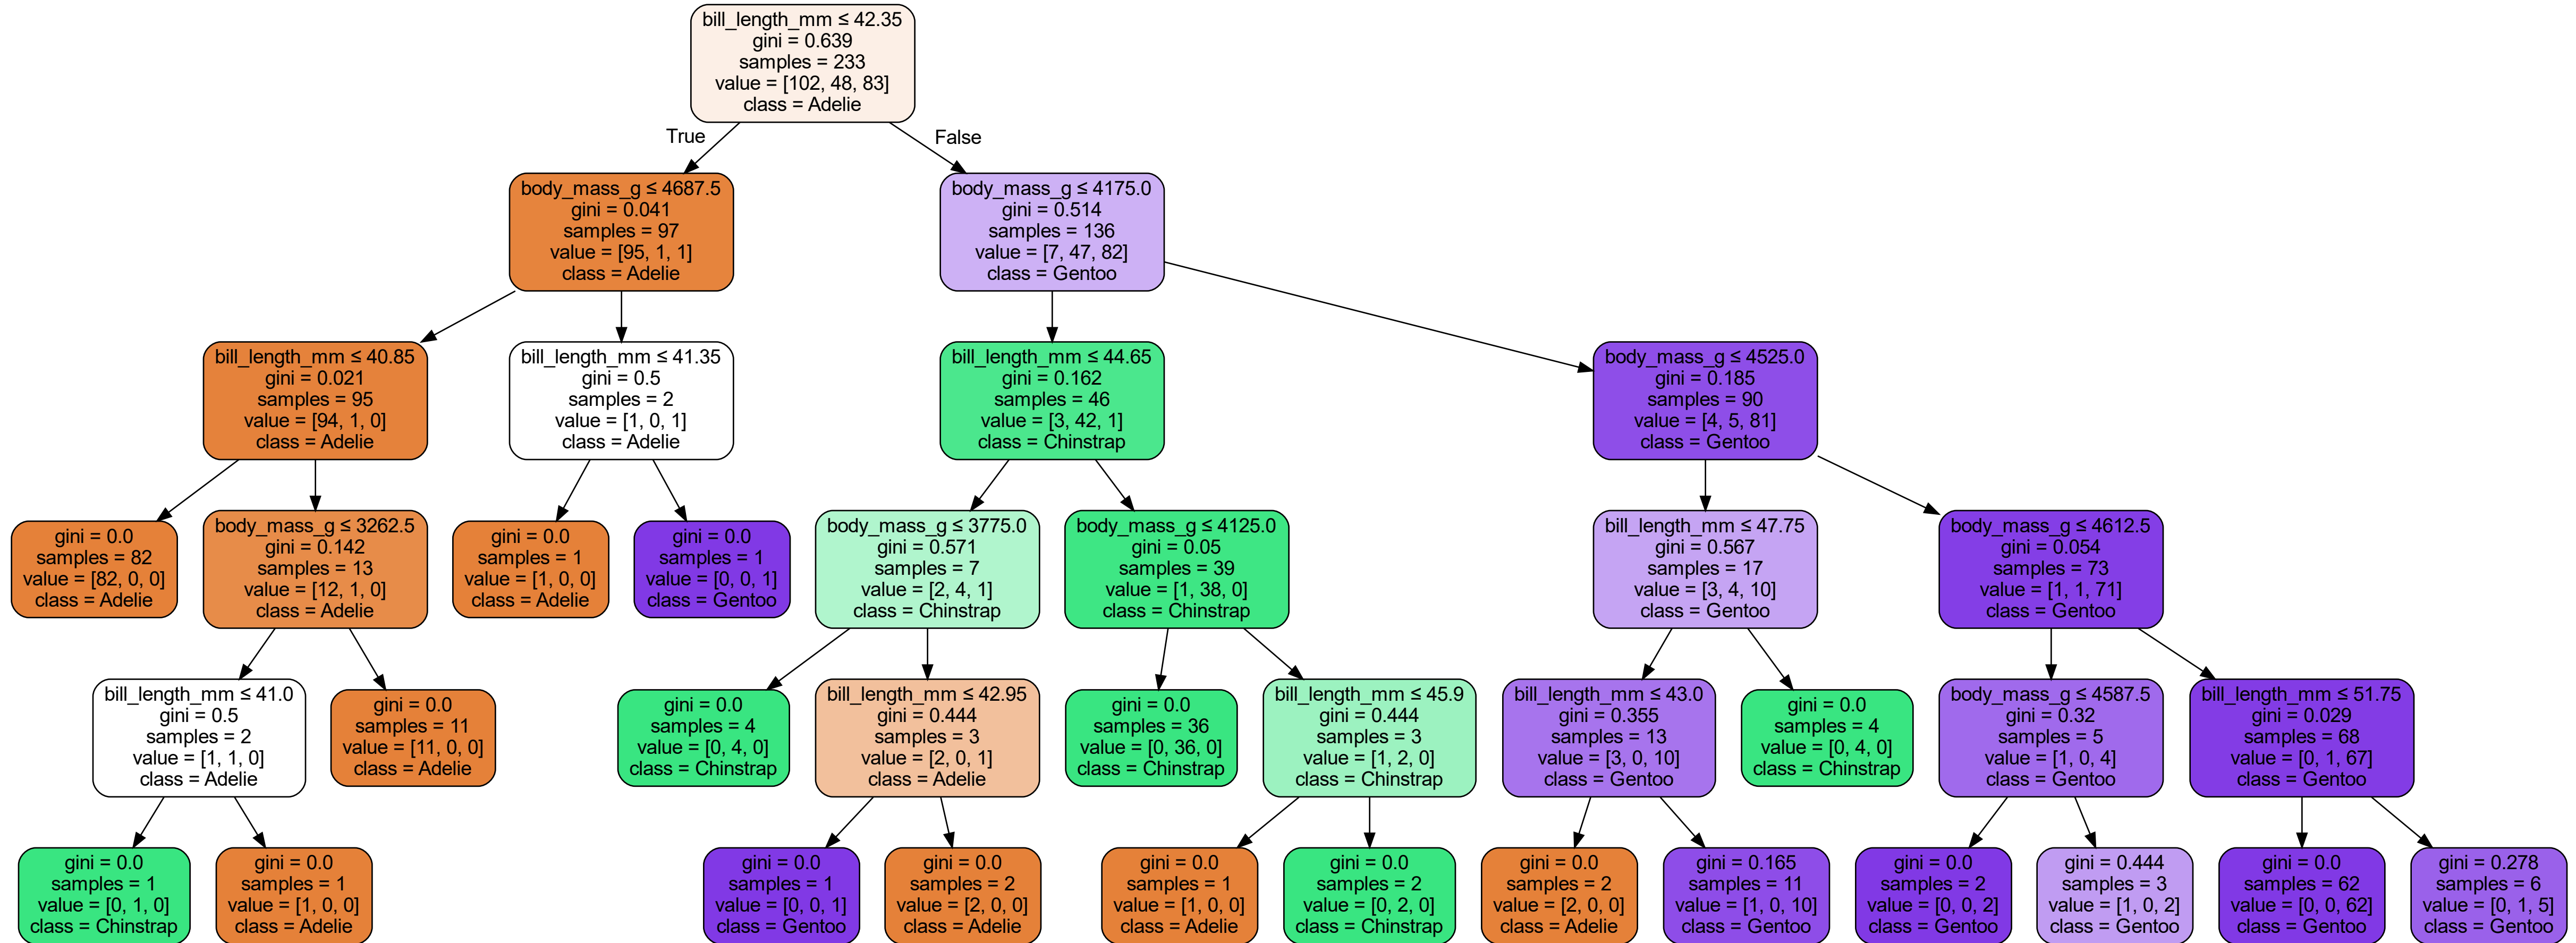 bill_length_mm ≤ 42.35
gini = 0.639
samples = 233
value = [102, 48, 83]
class = Adelie
True
False
body_mass_g ≤ 4687.5
gini = 0.041
samples = 97
value = [95, 1, 1]
class = Adelie
body_mass_g ≤ 4175.0
gini = 0.514
samples = 136
value = [7, 47, 82]
class = Gentoo
bill_length_mm ≤ 40.85
gini = 0.021
samples = 95
value = [94, 1, 0]
class = Adelie
bill_length_mm ≤ 41.35
gini = 0.5
samples = 2
value = [1, 0, 1]
class = Adelie
bill_length_mm ≤ 44.65
gini = 0.162
samples = 46
value = [3, 42, 1]
class = Chinstrap
body_mass_g ≤ 4525.0
gini = 0.185
samples = 90
value = [4, 5, 81]
class = Gentoo
gini = 0.0
samples = 82
value = [82, 0, 0]
class = Adelie
body_mass_g ≤ 3262.5
gini = 0.142
samples = 13
value = [12, 1, 0]
class = Adelie
gini = 0.0
samples = 1
value = [1, 0, 0]
class = Adelie
gini = 0.0
samples = 1
value = [0, 0, 1]
class = Gentoo
body_mass_g ≤ 3775.0
gini = 0.571
samples = 7
value = [2, 4, 1]
class = Chinstrap
body_mass_g ≤ 4125.0
gini = 0.05
samples = 39
value = [1, 38, 0]
class = Chinstrap
bill_length_mm ≤ 47.75
gini = 0.567
samples = 17
value = [3, 4, 10]
class = Gentoo
body_mass_g ≤ 4612.5
gini = 0.054
samples = 73
value = [1, 1, 71]
class = Gentoo
bill_length_mm ≤ 41.0
gini = 0.5
samples = 2
value = [1, 1, 0]
class = Adelie
gini = 0.0
samples = 11
value = [11, 0, 0]
class = Adelie
gini = 0.0
samples = 4
value = [0, 4, 0]
class = Chinstrap
bill_length_mm ≤ 42.95
gini = 0.444
samples = 3
value = [2, 0, 1]
class = Adelie
gini = 0.0
samples = 36
value = [0, 36, 0]
class = Chinstrap
bill_length_mm ≤ 45.9
gini = 0.444
samples = 3
value = [1, 2, 0]
class = Chinstrap
bill_length_mm ≤ 43.0
gini = 0.355
samples = 13
value = [3, 0, 10]
class = Gentoo
gini = 0.0
samples = 4
value = [0, 4, 0]
class = Chinstrap
body_mass_g ≤ 4587.5
gini = 0.32
samples = 5
value = [1, 0, 4]
class = Gentoo
bill_length_mm ≤ 51.75
gini = 0.029
samples = 68
value = [0, 1, 67]
class = Gentoo
gini = 0.0
samples = 1
value = [0, 1, 0]
class = Chinstrap
gini = 0.0
samples = 1
value = [1, 0, 0]
class = Adelie
gini = 0.0
samples = 1
value = [0, 0, 1]
class = Gentoo
gini = 0.0
samples = 2
value = [2, 0, 0]
class = Adelie
gini = 0.0
samples = 1
value = [1, 0, 0]
class = Adelie
gini = 0.0
samples = 2
value = [0, 2, 0]
class = Chinstrap
gini = 0.0
samples = 2
value = [2, 0, 0]
class = Adelie
gini = 0.165
samples = 11
value = [1, 0, 10]
class = Gentoo
gini = 0.0
samples = 2
value = [0, 0, 2]
class = Gentoo
gini = 0.444
samples = 3
value = [1, 0, 2]
class = Gentoo
gini = 0.0
samples = 62
value = [0, 0, 62]
class = Gentoo
gini = 0.278
samples = 6
value = [0, 1, 5]
class = Gentoo